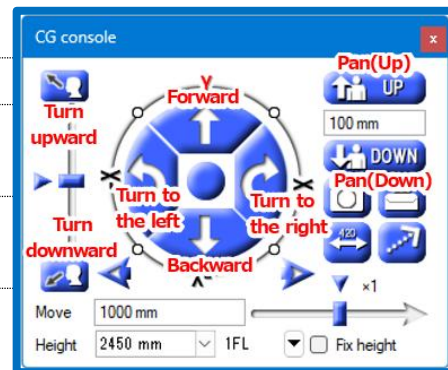 CG console
x
Pan(Up)
UP
Turn
upward
Forward
100 mm
DOWN
Pan(Down)
Turn to
the left
Turn to
the right
420
Turn
downward
Backward
×1
Move 1000 mm
Height 2450 mm 1FL Fix height